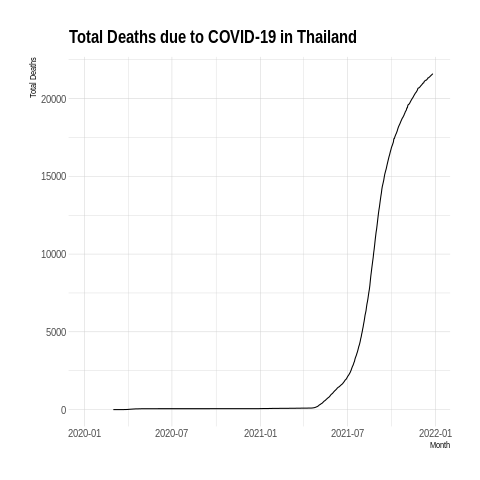 Total Deaths due to COVID-19 in Thailand
Total Deaths
20000
15000
10000
5000
0
2020-01 2020-07 2021-01 2021-07 2022-01
Month